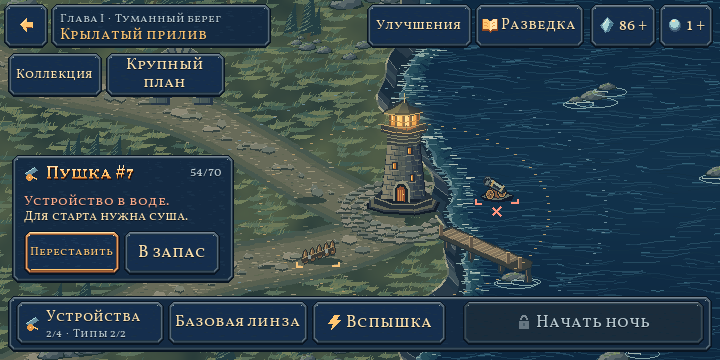 Глава I · Туманный берег
Крылатый прилив
Улучшения
Разведка
86 +
1 +
Коллекция
Крупный
план
Пушка #7
54/70
Устройство в воде.
Для старта нужна суша.
Переставить
В запас
Устройства
2/4 · Типы 2/2
Базовая линза
Вспышка
Начать ночь